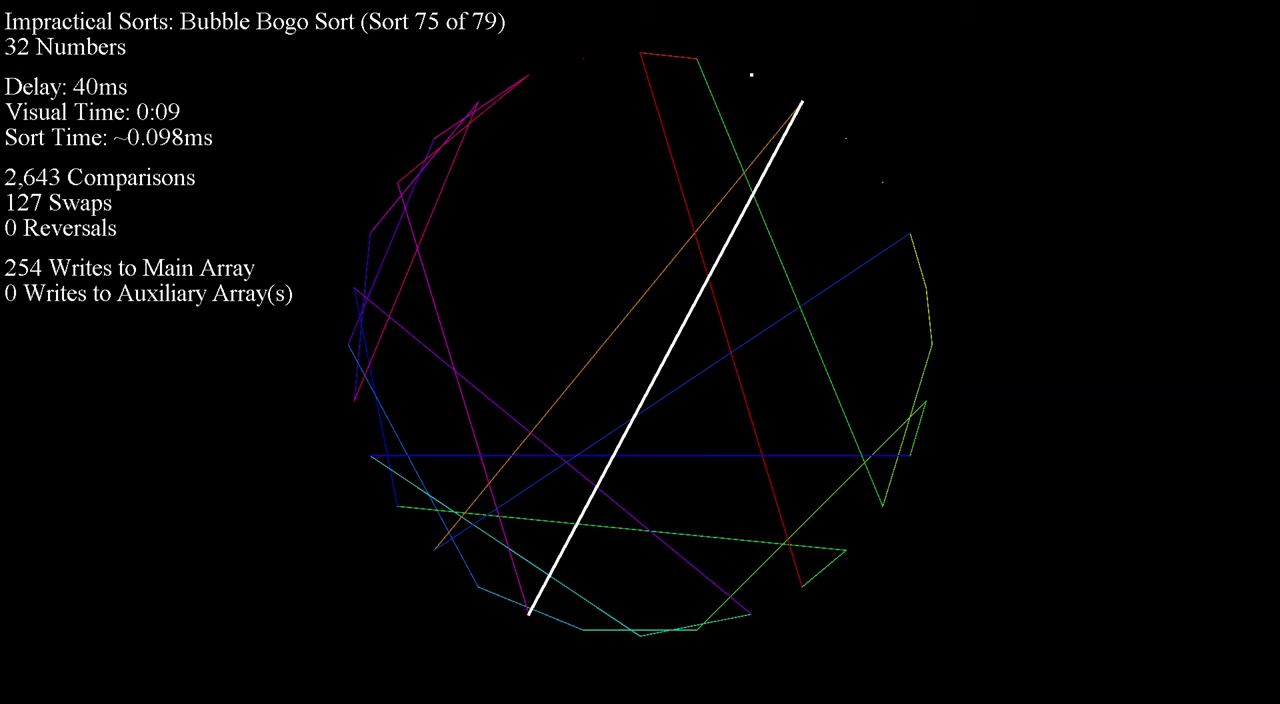 Impractical Sorts: Bubble Bogo Sort (Sort 75 of 79)
32 Numbers
Delay: 40ms
Visual Time: 0:09
Sort Time: ~0.098ms
2,643 Comparisons
127 Swaps
0 Reversals
254 Writes to Main Array
0 Writes to Auxiliary Array(s)